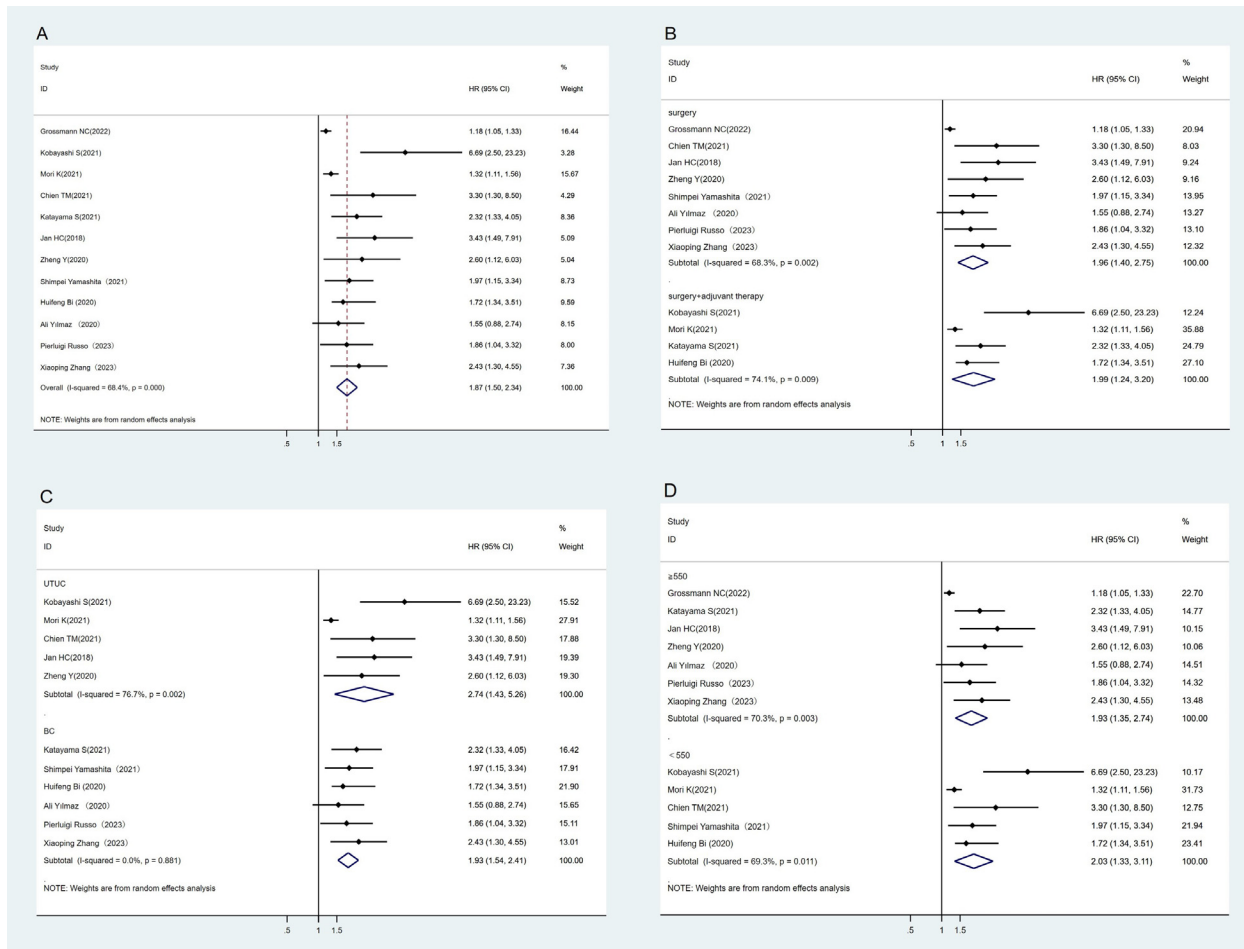 A
Study %
ID HR (95% CI) Weight
Grossmann NC(2022) 1.18 (1.05, 1.33) 16.44
Kobayashi S(2021) 6.69 (2.50, 23.23) 3.28
Mori K(2021) 1.32 (1.11, 1.56) 15.67
Chien TM(2021) 3.30 (1.30, 8.50) 4.29
Katayama S(2021) 2.32 (1.33, 4.05) 8.36
Jan HC(2018) 3.43 (1.49, 7.91) 5.09
Zheng Y(2020) 2.60 (1.12, 6.03) 5.04
Shimpei Yamashita（2021) 1.97 (1.15, 3.34) 8.73
Huifeng Bi (2020) 1.72 (1.34, 3.51) 9.59
Ali Yılmaz （2020) 1.55 (0.88, 2.74) 8.15
Pierluigi Russo（2023) 1.86 (1.04, 3.32) 8.00
Xiaoping Zhang（2023) 2.43 (1.30, 4.55) 7.36
Overall (I-squared = 68.4%, p = 0.000) 1.87 (1.50, 2.34) 100.00
NOTE: Weights are from random effects analysis
.5 1 1.5
B
Study %
ID HR (95% CI) Weight
surgery
Grossmann NC(2022) 1.18 (1.05, 1.33) 20.94
Chien TM(2021) 3.30 (1.30, 8.50) 8.03
Jan HC(2018) 3.43 (1.49, 7.91) 9.24
Zheng Y(2020) 2.60 (1.12, 6.03) 9.16
Shimpei Yamashita（2021) 1.97 (1.15, 3.34) 13.95
Ali Yılmaz （2020) 1.55 (0.88, 2.74) 13.27
Pierluigi Russo（2023) 1.86 (1.04, 3.32) 13.10
Xiaoping Zhang（2023) 2.43 (1.30, 4.55) 12.32
Subtotal (I-squared = 68.3%, p = 0.002) 1.96 (1.40, 2.75) 100.00
.
surgery+adjuvant therapy
Kobayashi S(2021) 6.69 (2.50, 23.23) 12.24
Mori K(2021) 1.32 (1.11, 1.56) 35.88
Katayama S(2021) 2.32 (1.33, 4.05) 24.79
Huifeng Bi (2020) 1.72 (1.34, 3.51) 27.10
Subtotal (I-squared = 74.1%, p = 0.009) 1.99 (1.24, 3.20) 100.00
.
NOTE: Weights are from random effects analysis
.5 1 1.5
C
Study %
ID HR (95% CI) Weight
UTUC
Kobayashi S(2021) 6.69 (2.50, 23.23) 15.52
Mori K(2021) 1.32 (1.11, 1.56) 27.91
Chien TM(2021) 3.30 (1.30, 8.50) 17.88
Jan HC(2018) 3.43 (1.49, 7.91) 19.39
Zheng Y(2020) 2.60 (1.12, 6.03) 19.30
Subtotal (I-squared = 76.7%, p = 0.002) 2.74 (1.43, 5.26) 100.00
.
BC
Katayama S(2021) 2.32 (1.33, 4.05) 16.42
Shimpei Yamashita（2021) 1.97 (1.15, 3.34) 17.91
Huifeng Bi (2020) 1.72 (1.34, 3.51) 21.90
Ali Yılmaz （2020) 1.55 (0.88, 2.74) 15.65
Pierluigi Russo（2023) 1.86 (1.04, 3.32) 15.11
Xiaoping Zhang（2023) 2.43 (1.30, 4.55) 13.01
Subtotal (I-squared = 0.0%, p = 0.881) 1.93 (1.54, 2.41) 100.00
.
NOTE: Weights are from random effects analysis
.5 1 1.5
D
Study %
ID HR (95% CI) Weight
≥550
Grossmann NC(2022) 1.18 (1.05, 1.33) 22.70
Katayama S(2021) 2.32 (1.33, 4.05) 14.77
Jan HC(2018) 3.43 (1.49, 7.91) 10.15
Zheng Y(2020) 2.60 (1.12, 6.03) 10.06
Ali Yılmaz （2020) 1.55 (0.88, 2.74) 14.51
Pierluigi Russo（2023) 1.86 (1.04, 3.32) 14.32
Xiaoping Zhang（2023) 2.43 (1.30, 4.55) 13.48
Subtotal (I-squared = 70.3%, p = 0.003) 1.93 (1.35, 2.74) 100.00
.
＜550
Kobayashi S(2021) 6.69 (2.50, 23.23) 10.17
Mori K(2021) 1.32 (1.11, 1.56) 31.73
Chien TM(2021) 3.30 (1.30, 8.50) 12.75
Shimpei Yamashita（2021) 1.97 (1.15, 3.34) 21.94
Huifeng Bi (2020) 1.72 (1.34, 3.51) 23.41
Subtotal (I-squared = 69.3%, p = 0.011) 2.03 (1.33, 3.11) 100.00
.
NOTE: Weights are from random effects analysis
.5 1 1.5